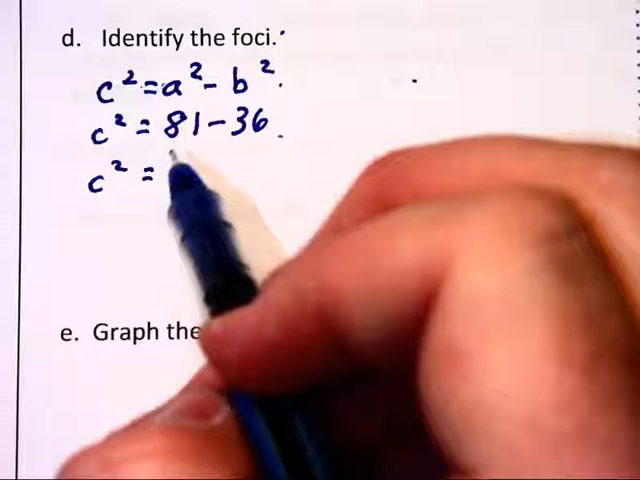 d. Identify the foci.
c² = a² - b²
c² = 81 - 36
c² =
e. Graph the